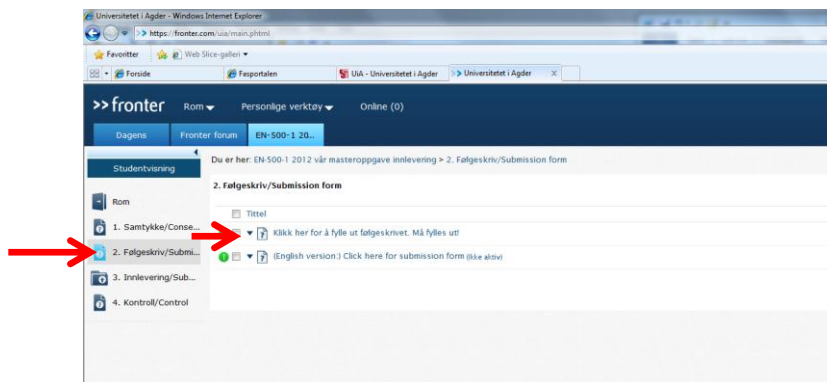 Universitetet i Agder - Windows Internet Explorer
>> https://fronter.com/uia/main.phtml
Favoritter Web Slice-galleri
Forside Fasportalen UiA - Universitetet i Agder >> Universitetet i Agder X
>> fronter Rom Personlige verktøy Online (0)
Dagens Fronter forum EN-500-1 20...
Studentvisning
Du er her: EN-500-1 2012 vår masteroppgave innlevering > 2. Følgeskriv/Submission form
2. Følgeskriv/Submission form
Rom
Tittel
1. Samtykke/Conse...
Klikk her for å fylle ut følgeskrivet. Må fylles ut!
2. Følgeskriv/Submi...
(English version:) Click here for submission form (Ikke aktiv)
3. Innlevering/Sub...
4. Kontroll/Control